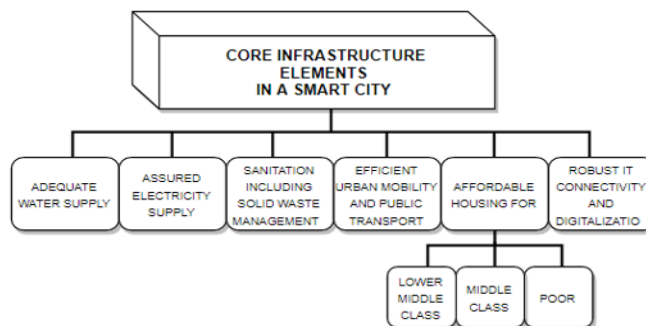 CORE INFRASTRUCTURE
ELEMENTS
IN A SMART CITY
ADEQUATE
WATER SUPPLY
ASSURED
ELECTRICITY
SUPPLY
SANITATION
INCLUDING
SOLID WASTE
MANAGEMENT
EFFICIENT
URBAN MOBILITY
AND PUBLIC
TRANSPORT
AFFORDABLE
HOUSING FOR
ROBUST IT
CONNECTIVITY
AND
DIGITALIZATIO
LOWER
MIDDLE
CLASS
MIDDLE
CLASS
POOR